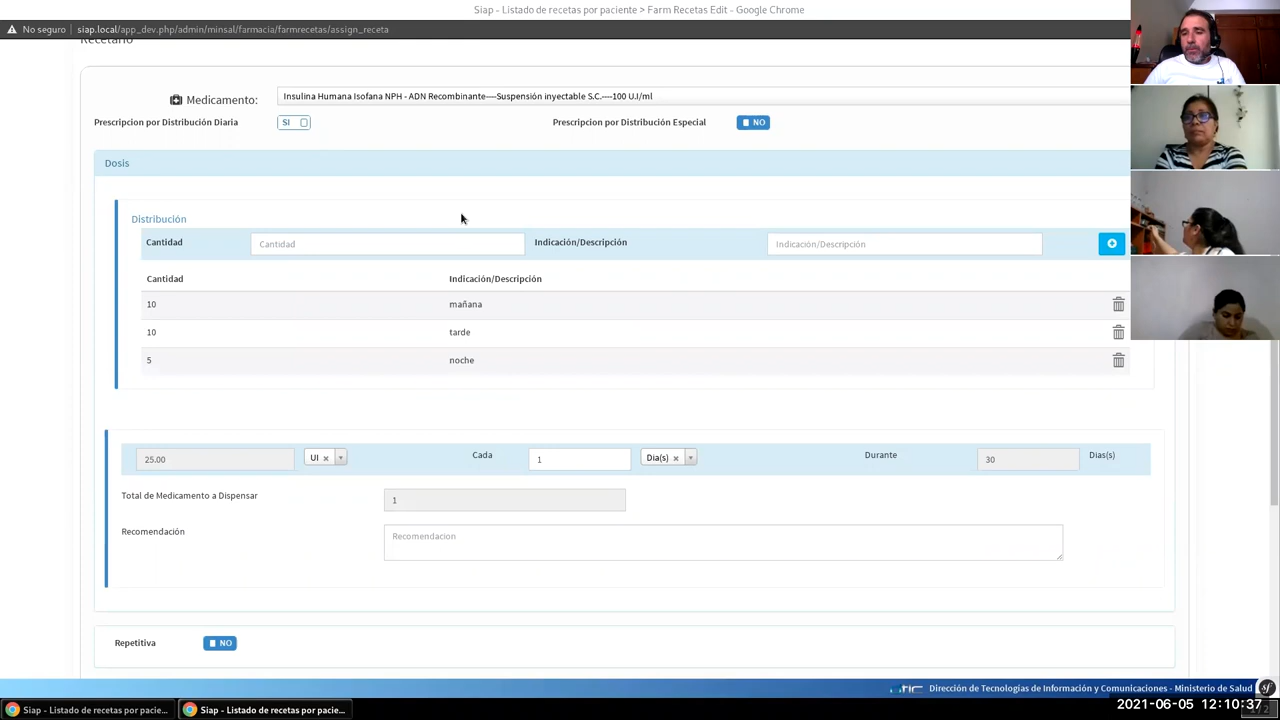 Siap - Listado de recetas por paciente > Farm Recetas Edit - Google Chrome
No seguro siap.local/app_dev.php/admin/minsal/farmacia/farmrecetas/assign_receta
Recetario
Medicamento: Insulina Humana Isofana NPH - ADN Recombinante----Suspensión inyectable S.C.----100 U.I/ml
Prescripcion por Distribución Diaria SI Prescripcion por Distribución Especial NO
Dosis
Distribución
Cantidad Cantidad Indicación/Descripción Indicación/Descripción
Cantidad Indicación/Descripción
10 mañana
10 tarde
5 noche
25.00 UI Cada 1 Dia(s) Durante 30 Dias(s)
Total de Medicamento a Dispensar 1
Recomendación Recomendacion
Repetitiva NO
Dirección de Tecnologías de Información y Comunicaciones - Ministerio de Salud
Siap - Listado de recetas por pacie... Siap - Listado de recetas por pacie...
2021-06-05 12:10:37